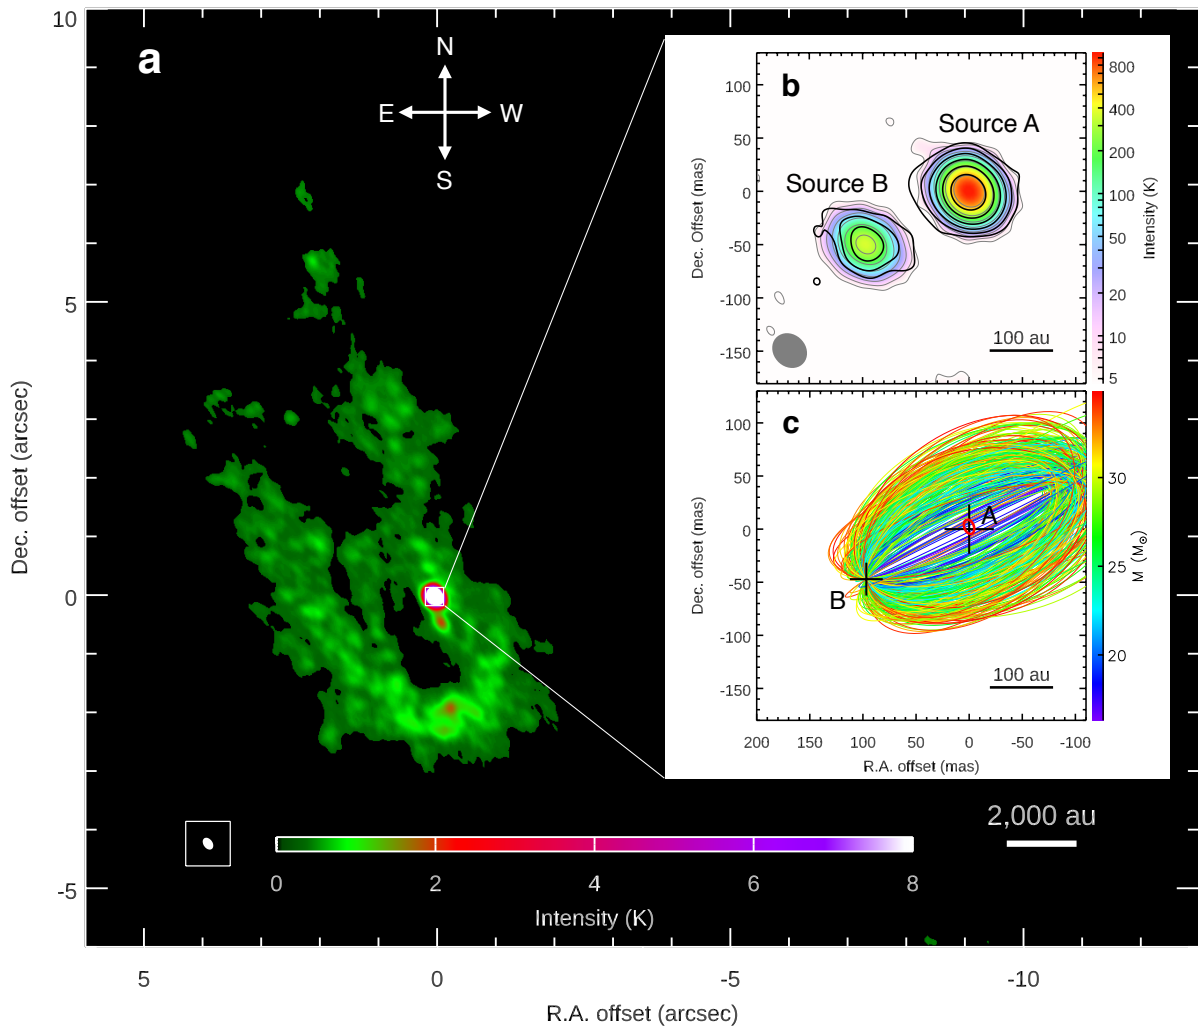 10
a
N
E W
S
5
0
-5
Dec. offset (arcsec)
5
0
-5
-10
R.A. offset (arcsec)
0
2
4
6
8
Intensity (K)
2,000 au
b
Source A
Source B
100
50
0
-50
-100
-150
Dec. Offset (mas)
100 au
800
400
200
100
50
20
10
5
Intensity (K)
c
A
B
100
50
0
-50
-100
-150
Dec. offset (mas)
100 au
30
25
20
M (M☉)
200
150
100
50
0
-50
-100
R.A. offset (mas)